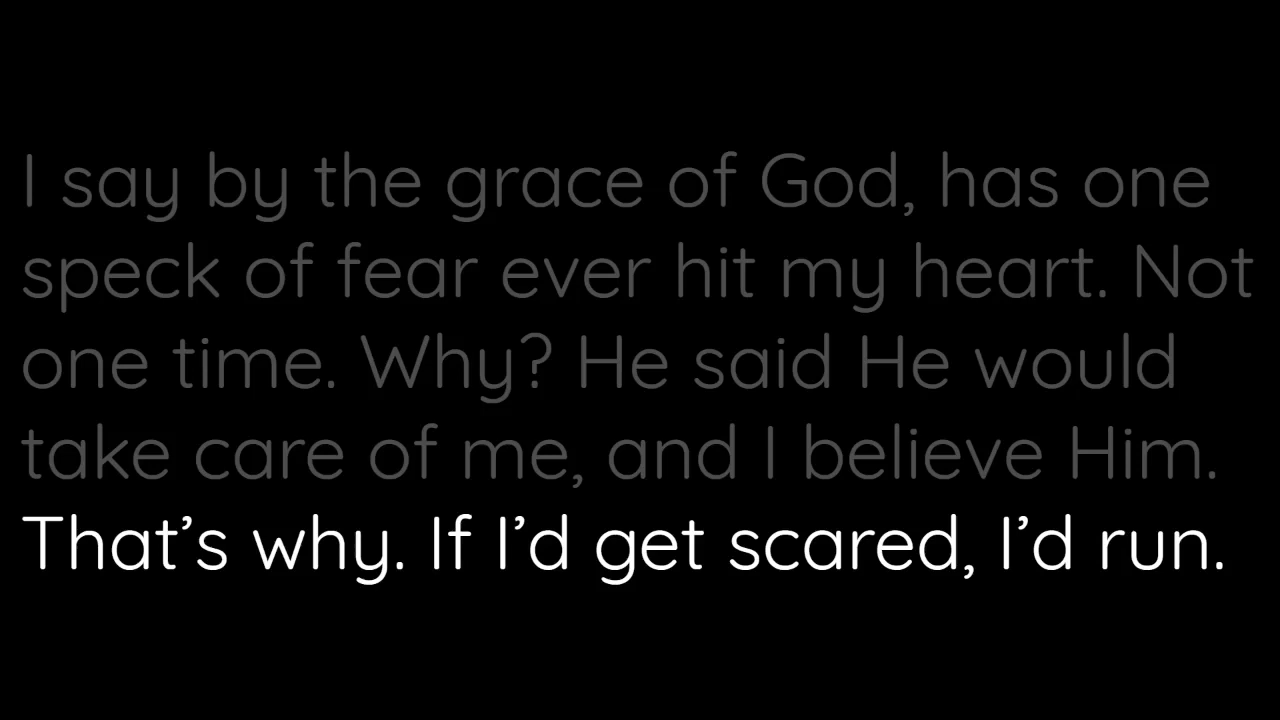 I say by the grace of God, has one
speck of fear ever hit my heart. Not
one time. Why? He said He would
take care of me, and I believe Him.
That’s why. If I’d get scared, I’d run.